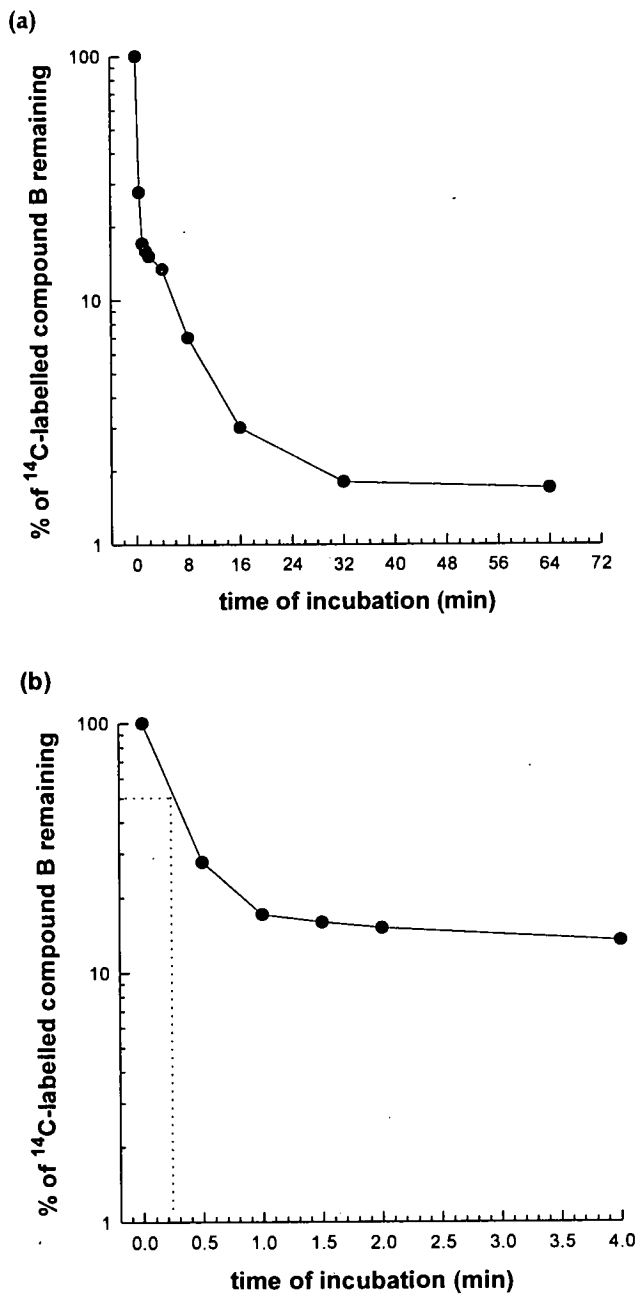 (a)
% of ¹⁴C-labelled compound B remaining
100
10
1
0 8 16 24 32 40 48 56 64 72
time of incubation (min)
(b)
% of ¹⁴C-labelled compound B remaining
100
10
1
0.0 0.5 1.0 1.5 2.0 2.5 3.0 3.5 4.0
time of incubation (min)